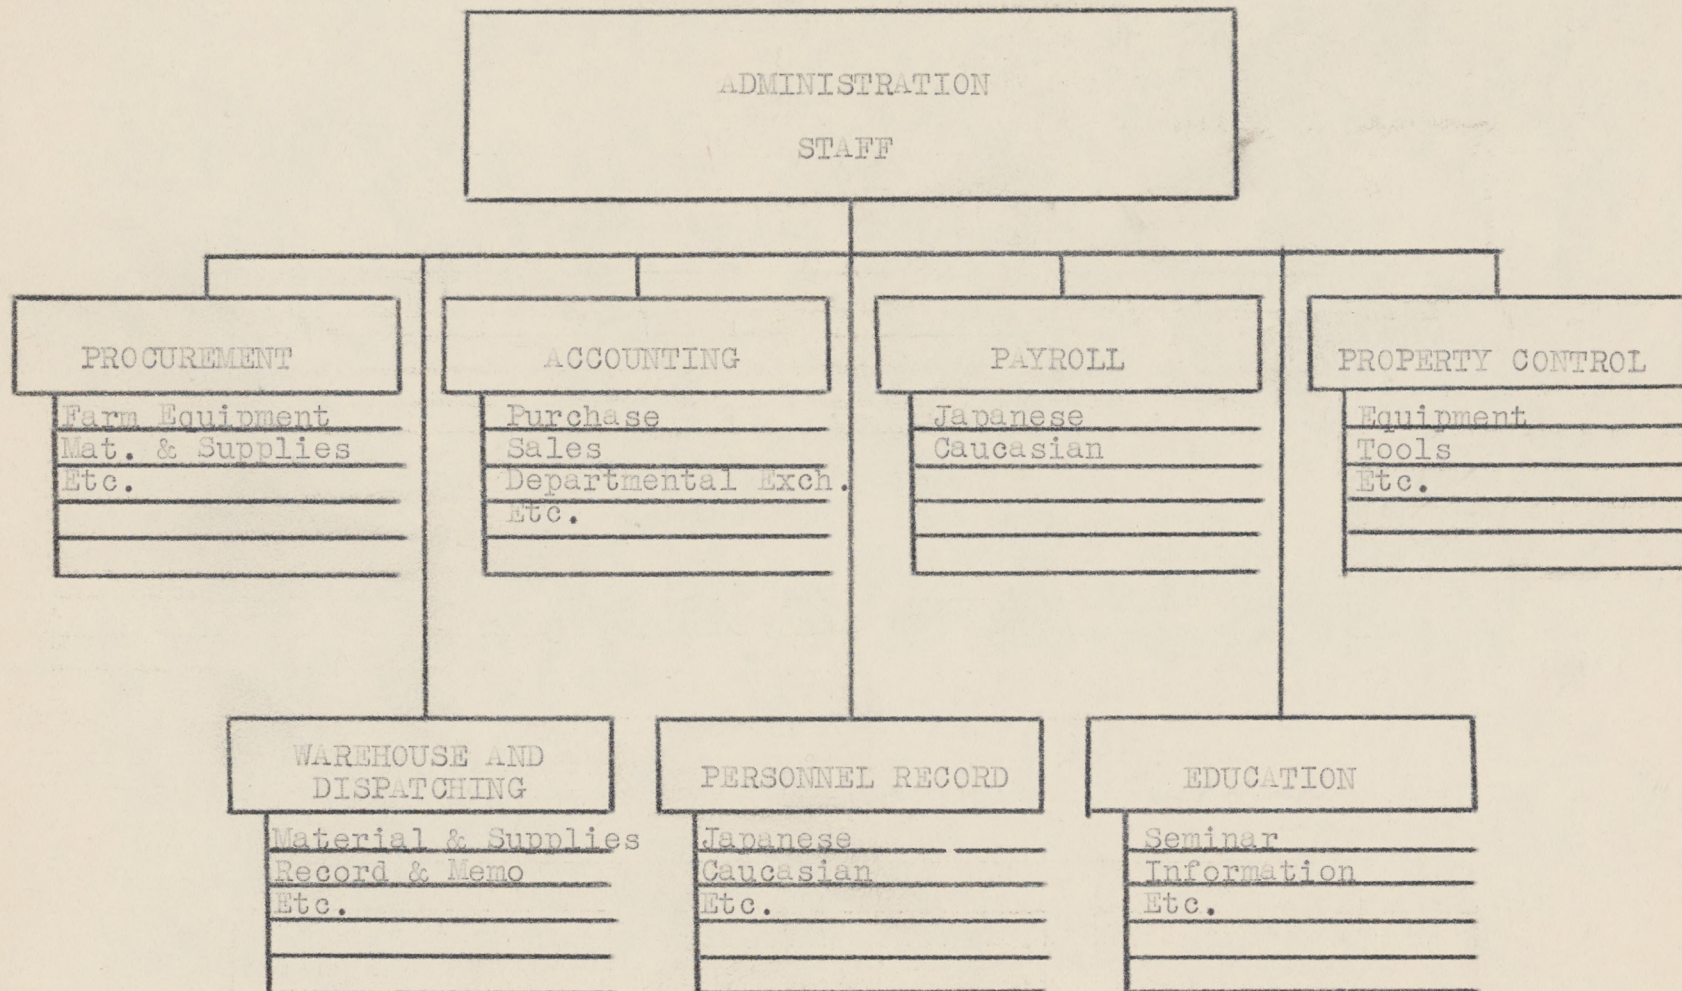 ADMINISTRATION
STAFF
PROCUREMENT
Farm Equipment
Mat. & Supplies
Etc.
ACCOUNTING
Purchase
Sales
Departmental Exch.
Etc.
PAYROLL
Japanese
Caucasian
PROPERTY CONTROL
Equipment
Tools
Etc.
WAREHOUSE AND
DISPATCHING
Material & Supplies
Record & Memo
Etc.
PERSONNEL RECORD
Japanese
Caucasian
Etc.
EDUCATION
Seminar
Information
Etc.